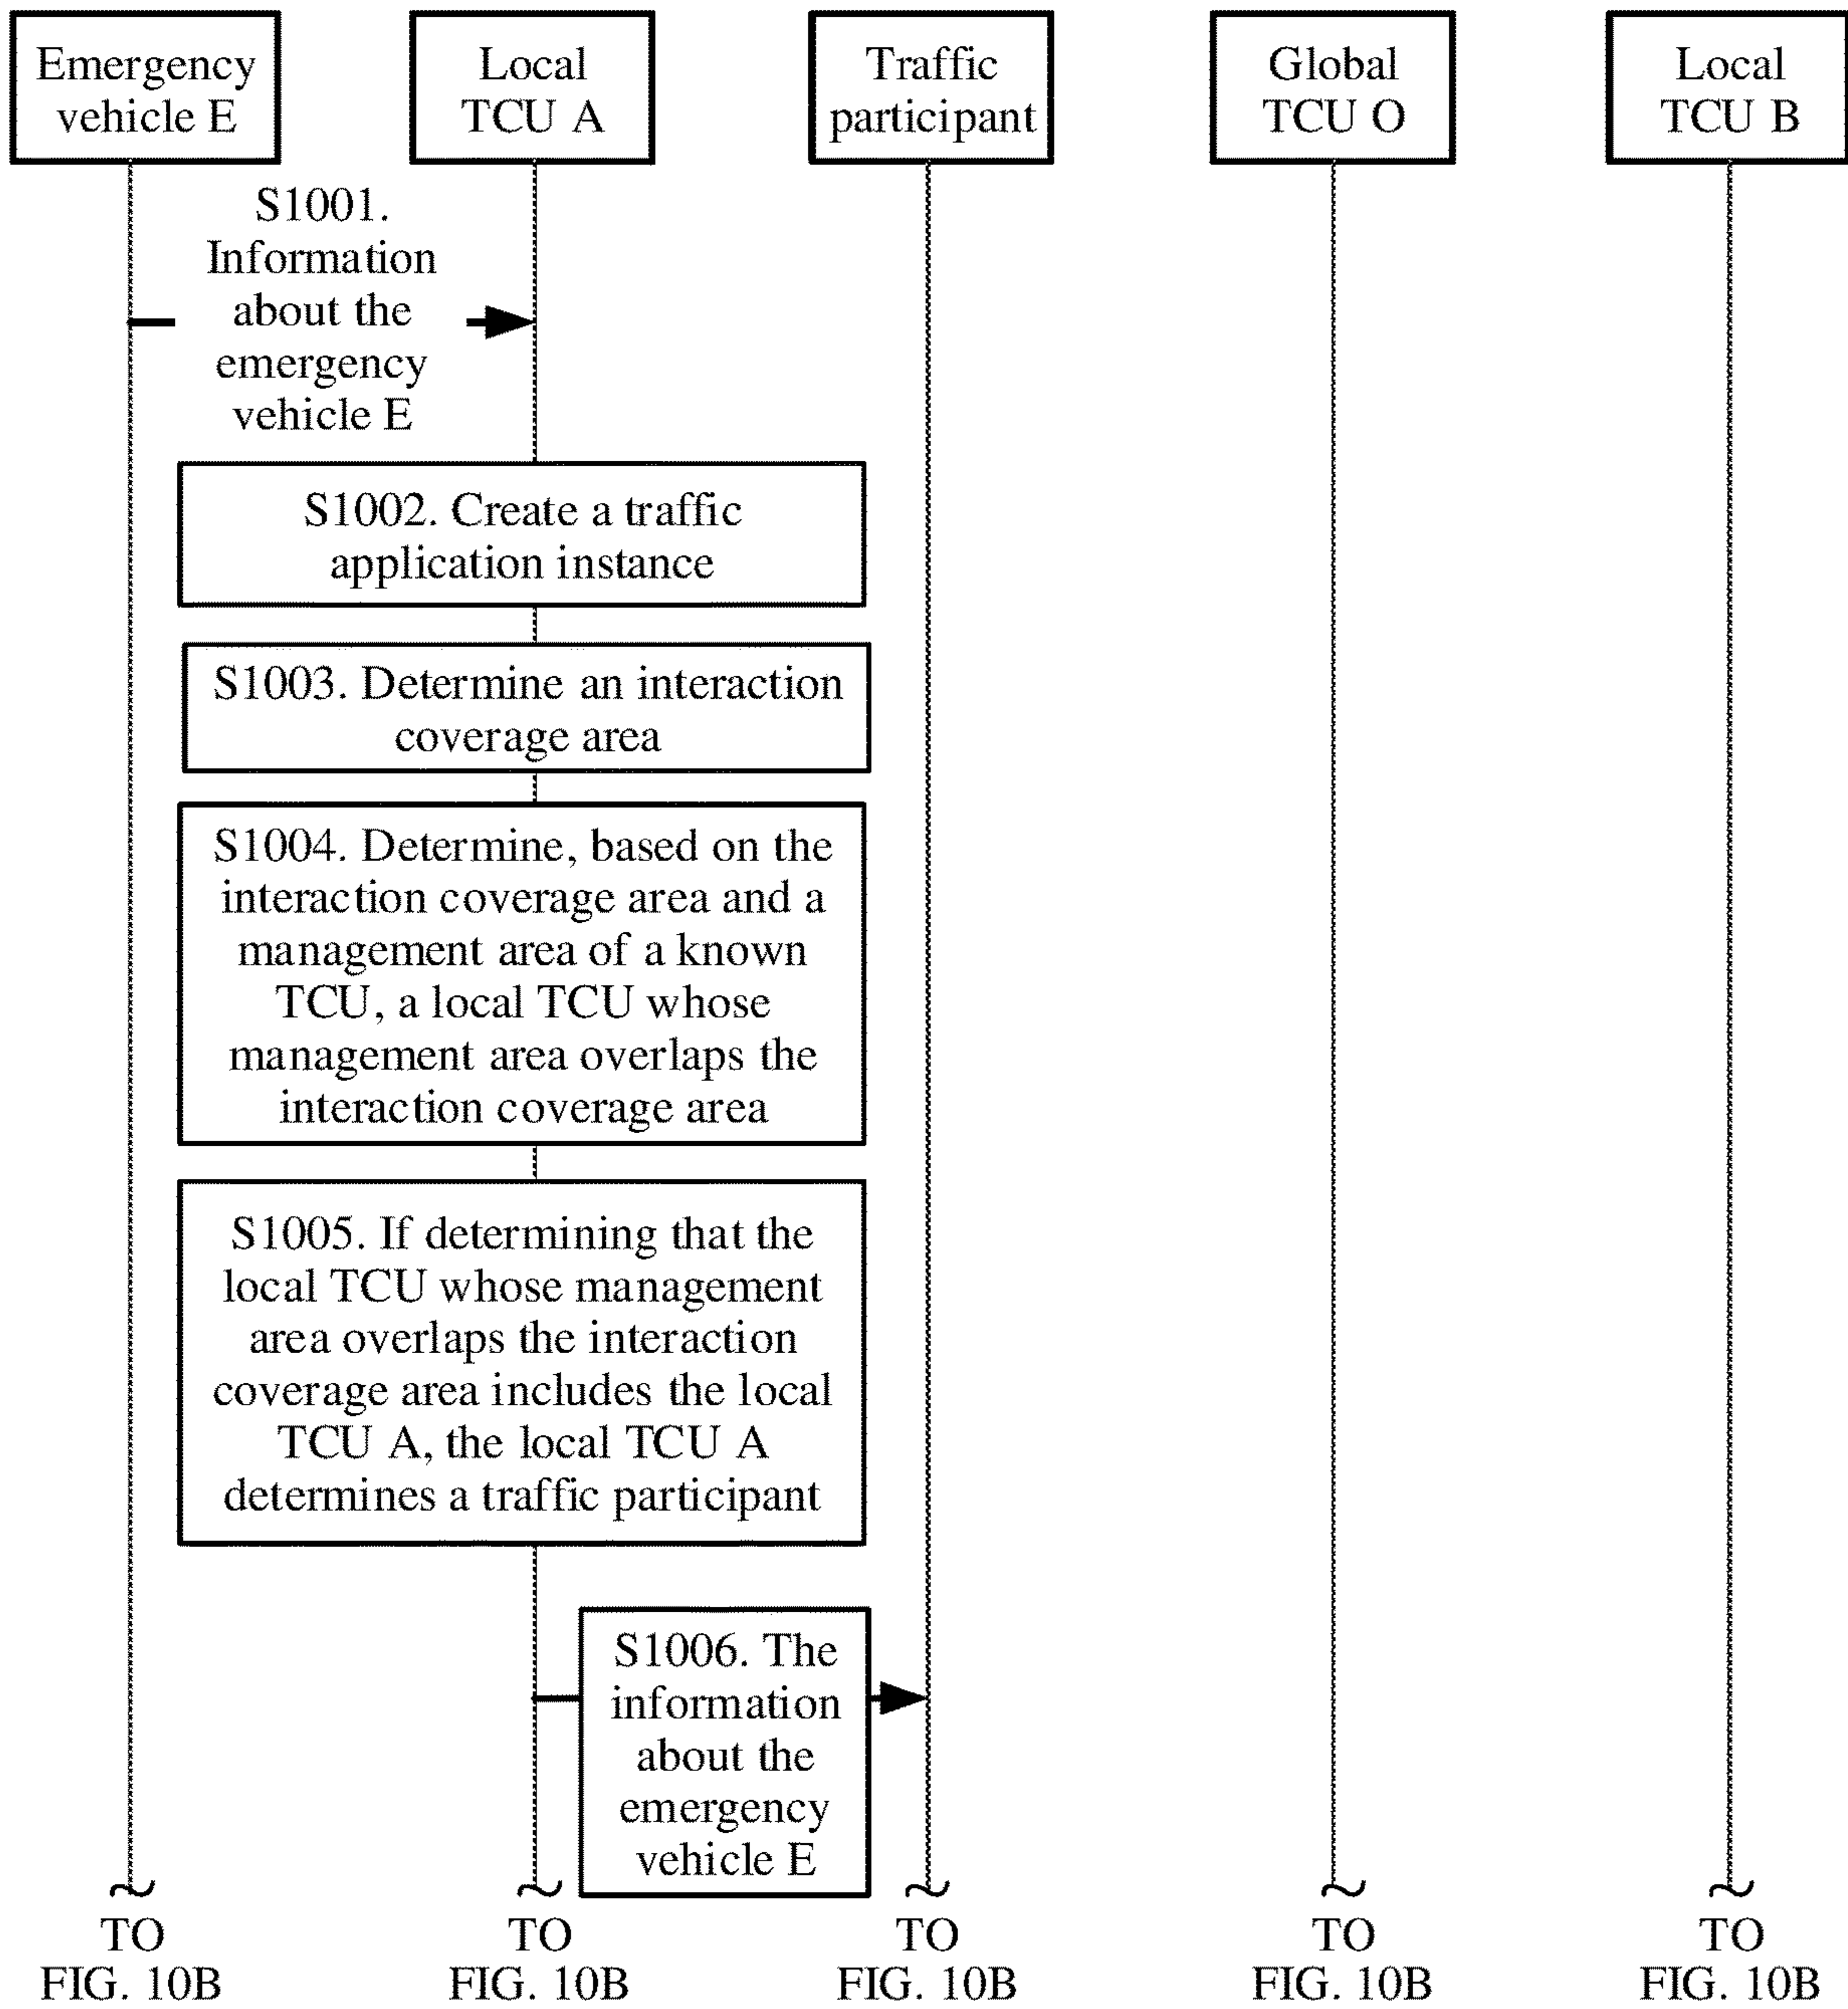 Emergency
vehicle E
Local
TCU A
Traffic
participant
Global
TCU O
Local
TCU B
S1001.
Information
about the
emergency
vehicle E
S1002. Create a traffic
application instance
S1003. Determine an interaction
coverage area
S1004. Determine, based on the
interaction coverage area and a
management area of a known
TCU, a local TCU whose
management area overlaps the
interaction coverage area
S1005. If determining that the
local TCU whose management
area overlaps the interaction
coverage area includes the local
TCU A, the local TCU A
determines a traffic participant
S1006. The
information
about the
emergency
vehicle E
TO
FIG. 10B
TO
FIG. 10B
TO
FIG. 10B
TO
FIG. 10B
TO
FIG. 10B